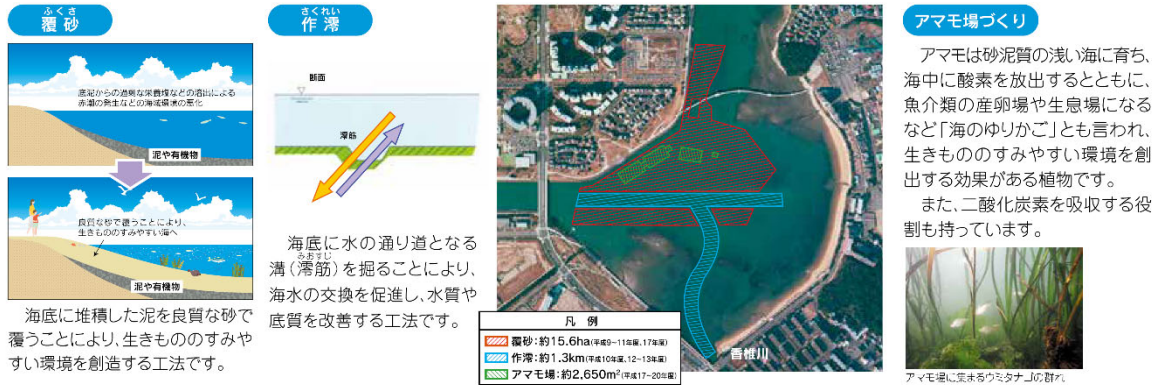 ふくさ
覆砂
底泥からの過剰な栄養塩などの溶出による
赤潮の発生などの海域環境の悪化
泥や有機物
良質な砂で覆うことにより、
生きもののすみやすい海へ
泥や有機物
海底に堆積した泥を良質な砂で
覆うことにより、生きもののすみや
すい環境を創造する工法です。
さくれい
作澪
断面
澪筋
海底に水の通り道となる
溝(澪筋)を掘ることにより、
みおすじ
海水の交換を促進し、水質や
底質を改善する工法です。
香椎川
凡 例
覆砂:約15.6ha(平成9~11年度、17年度)
作澪:約1.3km(平成10年度、12~13年度)
アマモ場:約2,650m²(平成17~20年度)
アマモ場づくり
アマモは砂泥質の浅い海に育ち、
海中に酸素を放出するとともに、
魚介類の産卵場や生息場になる
など「海のゆりかご」とも言われ、
生きもののすみやすい環境を創
出する効果がある植物です。
また、二酸化炭素を吸収する役
割も持っています。
アマモ場に集まるウミタナゴの群れ